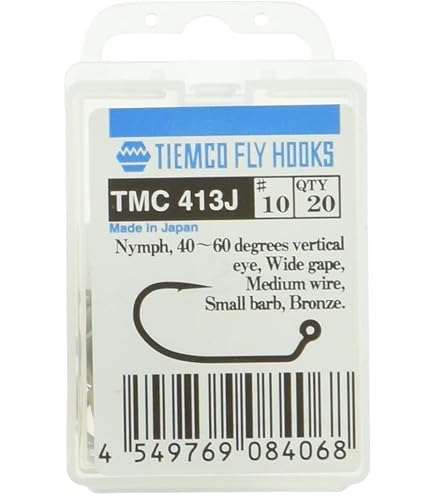 TIEMCO FLY HOOKS
TMC 413J # 10 QTY 20
Made in Japan
Nymph, 40～60 degrees vertical
eye, Wide gape,
Medium wire,
Small barb, Bronze.
4 549769 084068